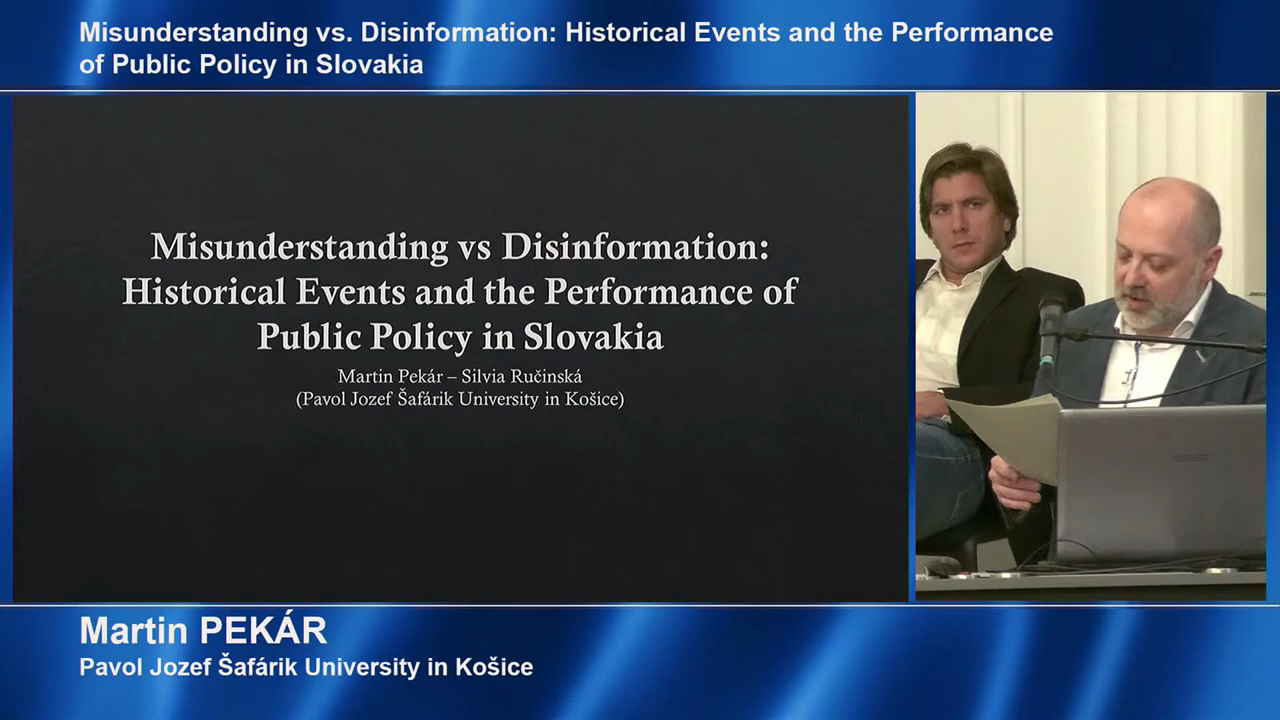 Misunderstanding vs. Disinformation: Historical Events and the Performance
of Public Policy in Slovakia
Misunderstanding vs Disinformation:
Historical Events and the Performance of
Public Policy in Slovakia
Martin Pekár – Silvia Ručinská
(Pavol Jozef Šafárik University in Košice)
Martin PEKÁR
Pavol Jozef Šafárik University in Košice